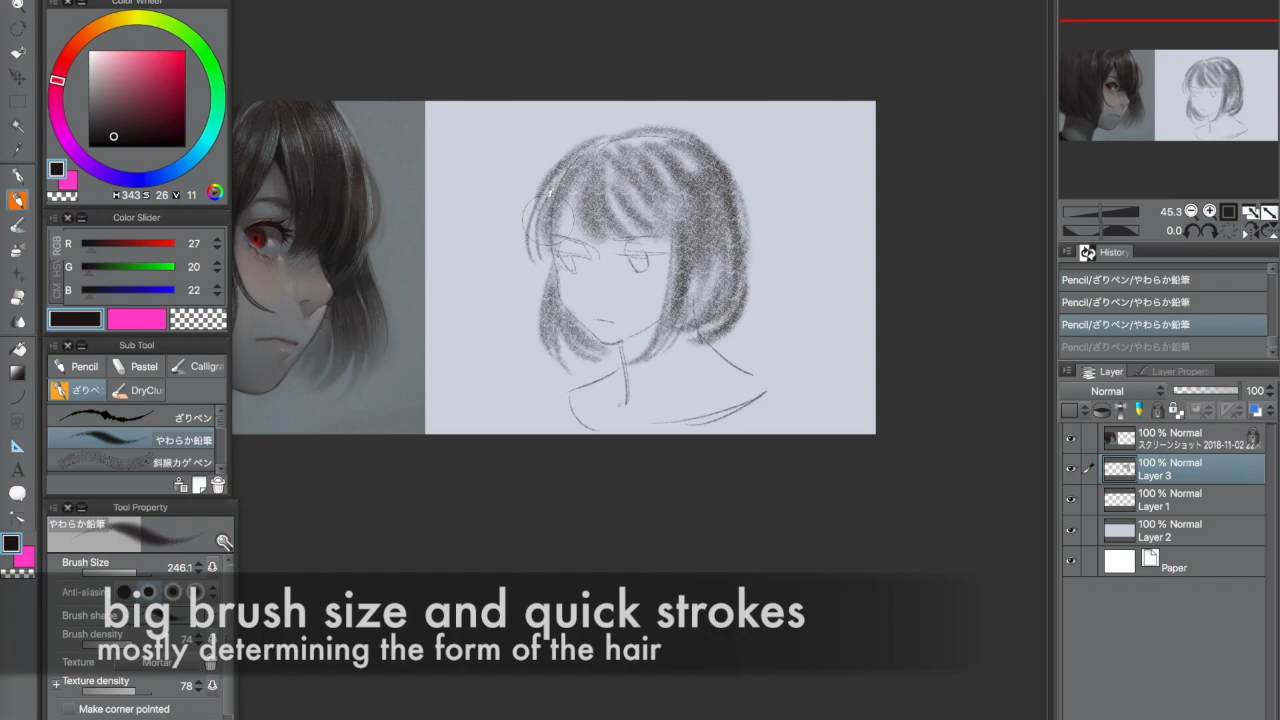 Color Wheel
H 343 S 26 V 11
Color Slider
RGB
HSV
CM
R 27
G 20
B 22
Sub Tool
Pencil
Pastel
Calligra
ざりペン
DryClu
ざりペン
やわらか鉛筆
斜線カゲペン
Tool Property
やわらか鉛筆
Brush Size 246.1
Anti-aliasing
Brush shape
Brush density 74
Texture Mortar
Texture density 78
Make corner pointed
big brush size and quick strokes
mostly determining the form of the hair
45.3
0.0
History
Pencil/ざりペン/やわらか鉛筆
Pencil/ざりペン/やわらか鉛筆
Pencil/ざりペン/やわらか鉛筆
Pencil/ざりペン/やわらか鉛筆
Layer
Layer Property
Normal 100
100 % Normal
スクリーンショット 2018-11-02 22
100 % Normal
Layer 3
100 % Normal
Layer 1
100 % Normal
Layer 2
Paper